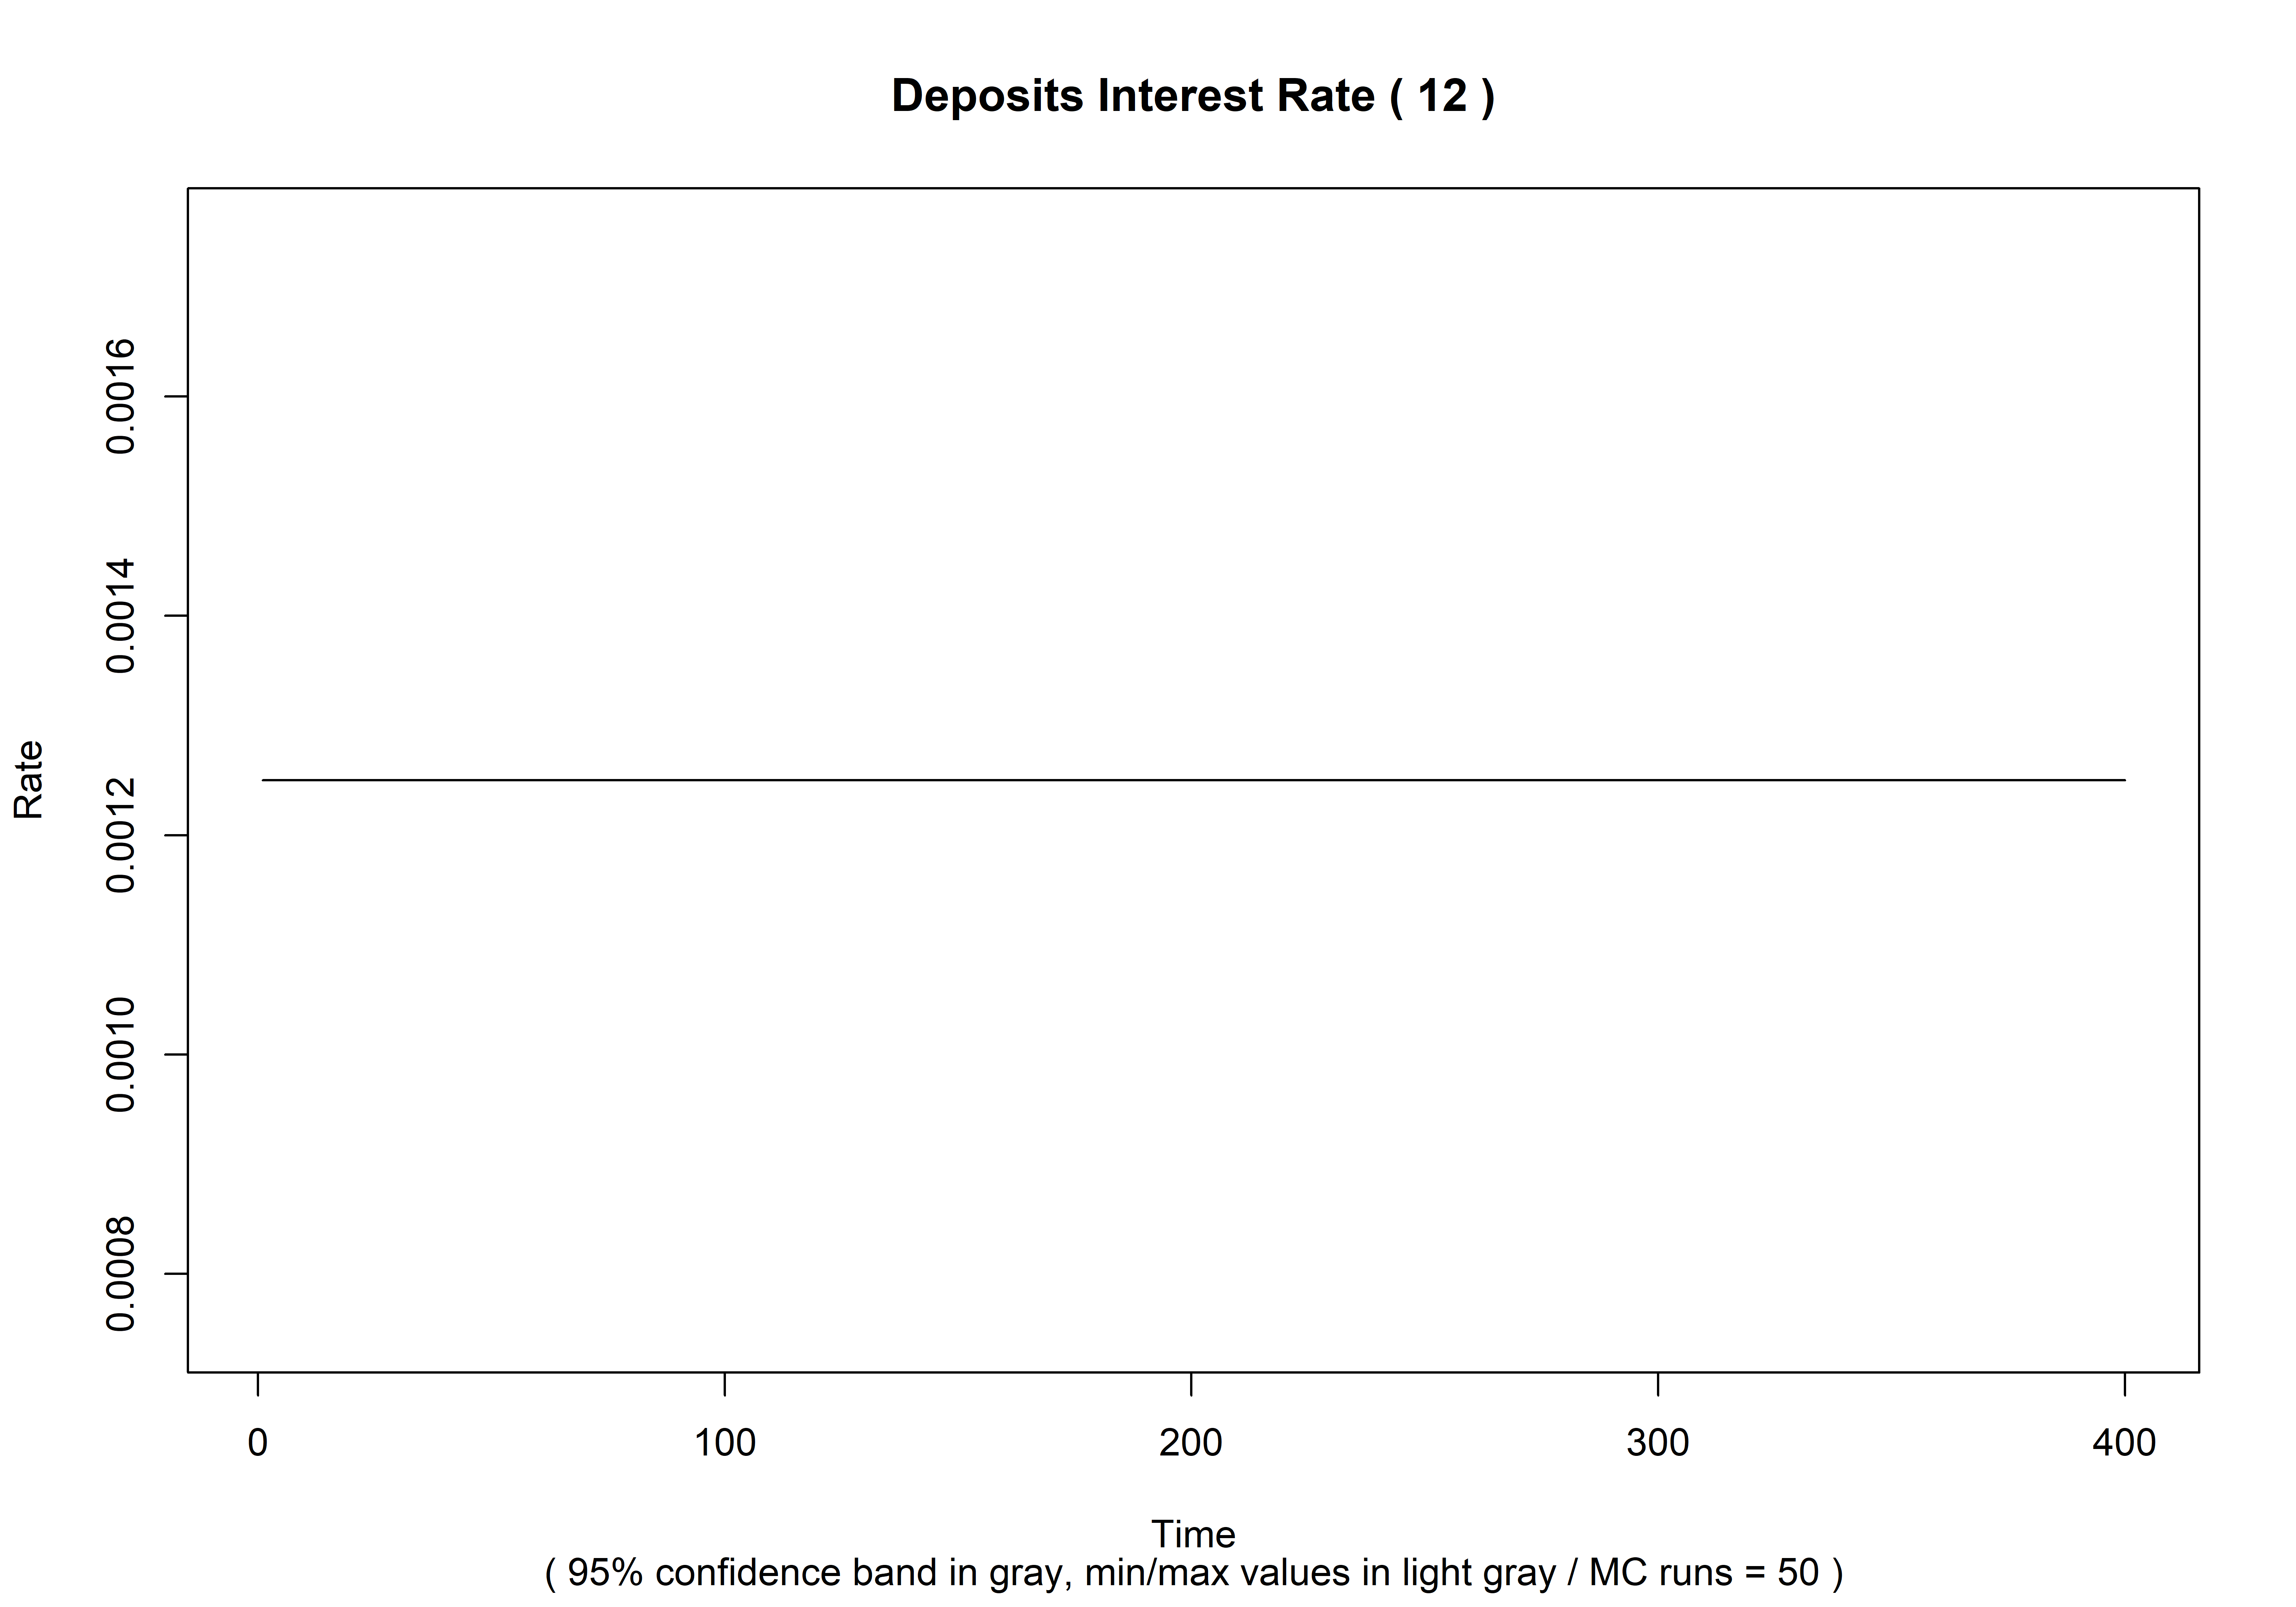 Deposits Interest Rate ( 12 )
Rate
0.0016
0.0014
0.0012
0.0010
0.0008
0
100
200
300
400
Time
( 95% confidence band in gray, min/max values in light gray / MC runs = 50 )